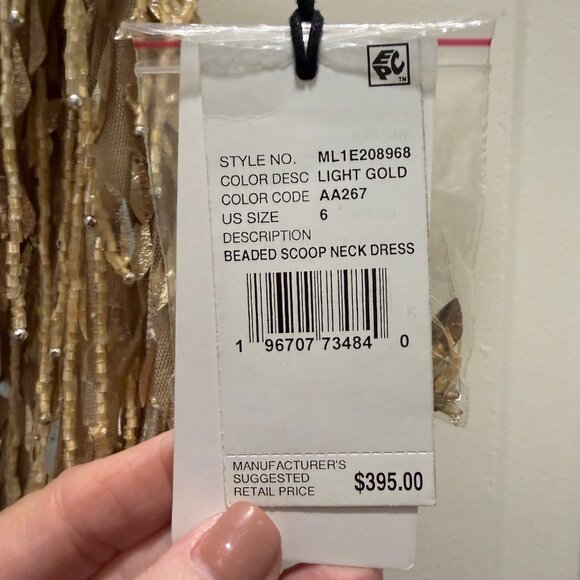 EPC TM
STYLE NO. ML1E208968
COLOR DESC LIGHT GOLD
COLOR CODE AA267
US SIZE 6
DESCRIPTION
BEADED SCOOP NECK DRESS
1 96707 73484 0
MANUFACTURER'S
SUGGESTED
RETAIL PRICE $395.00